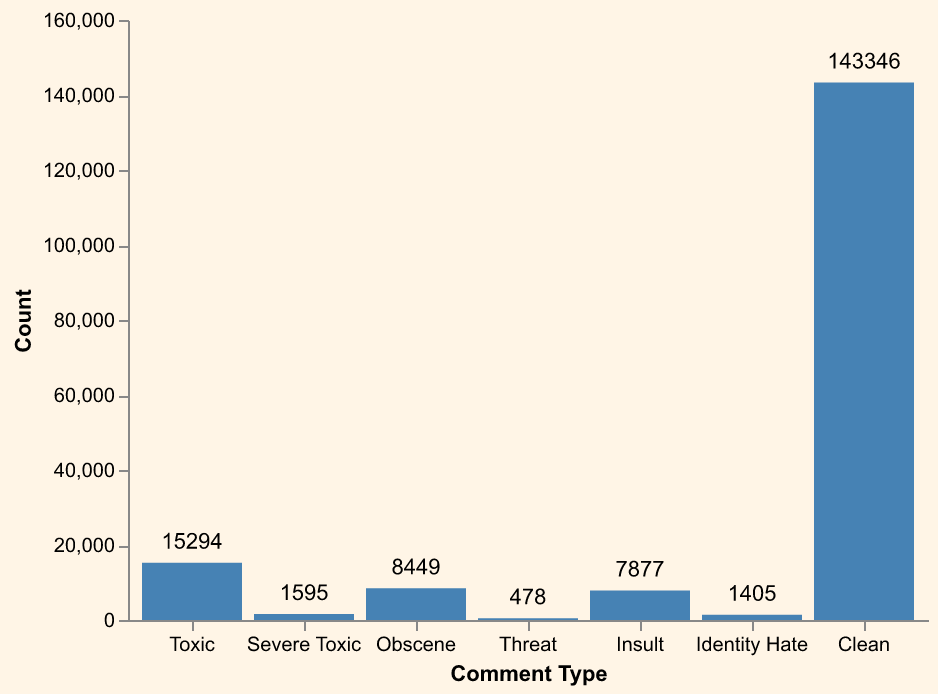 160,000
140,000
120,000
100,000
80,000
60,000
40,000
20,000
0
Count
15294
1595
8449
478
7877
1405
143346
Toxic
Severe Toxic
Obscene
Threat
Insult
Identity Hate
Clean
Comment Type